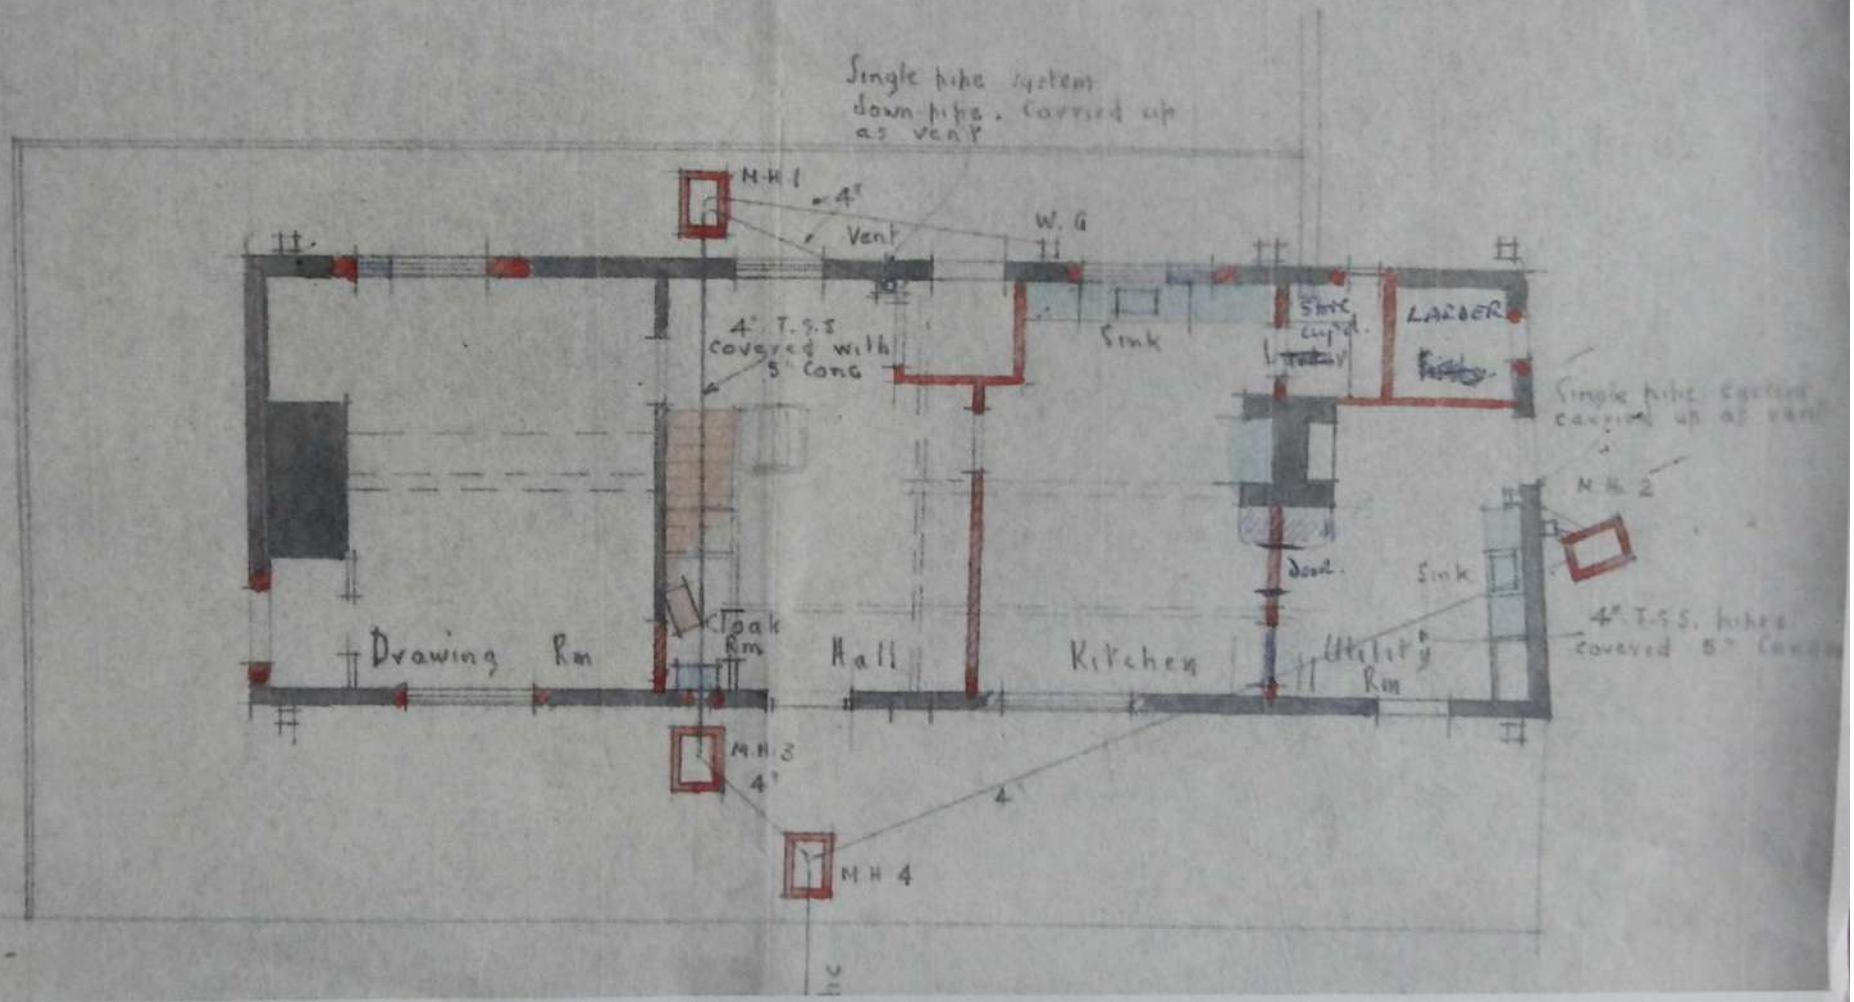 Single pipe system
down-pipe. Carried up
as vent
M.H.1
4"
Vent
W. G
4" T.S.S
covered with
5" Conc
Sink
Store
cup'd.
LARDER
Single pipe system
carried up as vent
M.H. 2
Door.
Sink
4" T.S.S. pipes
covered 5"
Cloak
Rm
Drawing Rm
Hall
Kitchen
Utility
Rm
M.H.3
4"
4"
M H 4